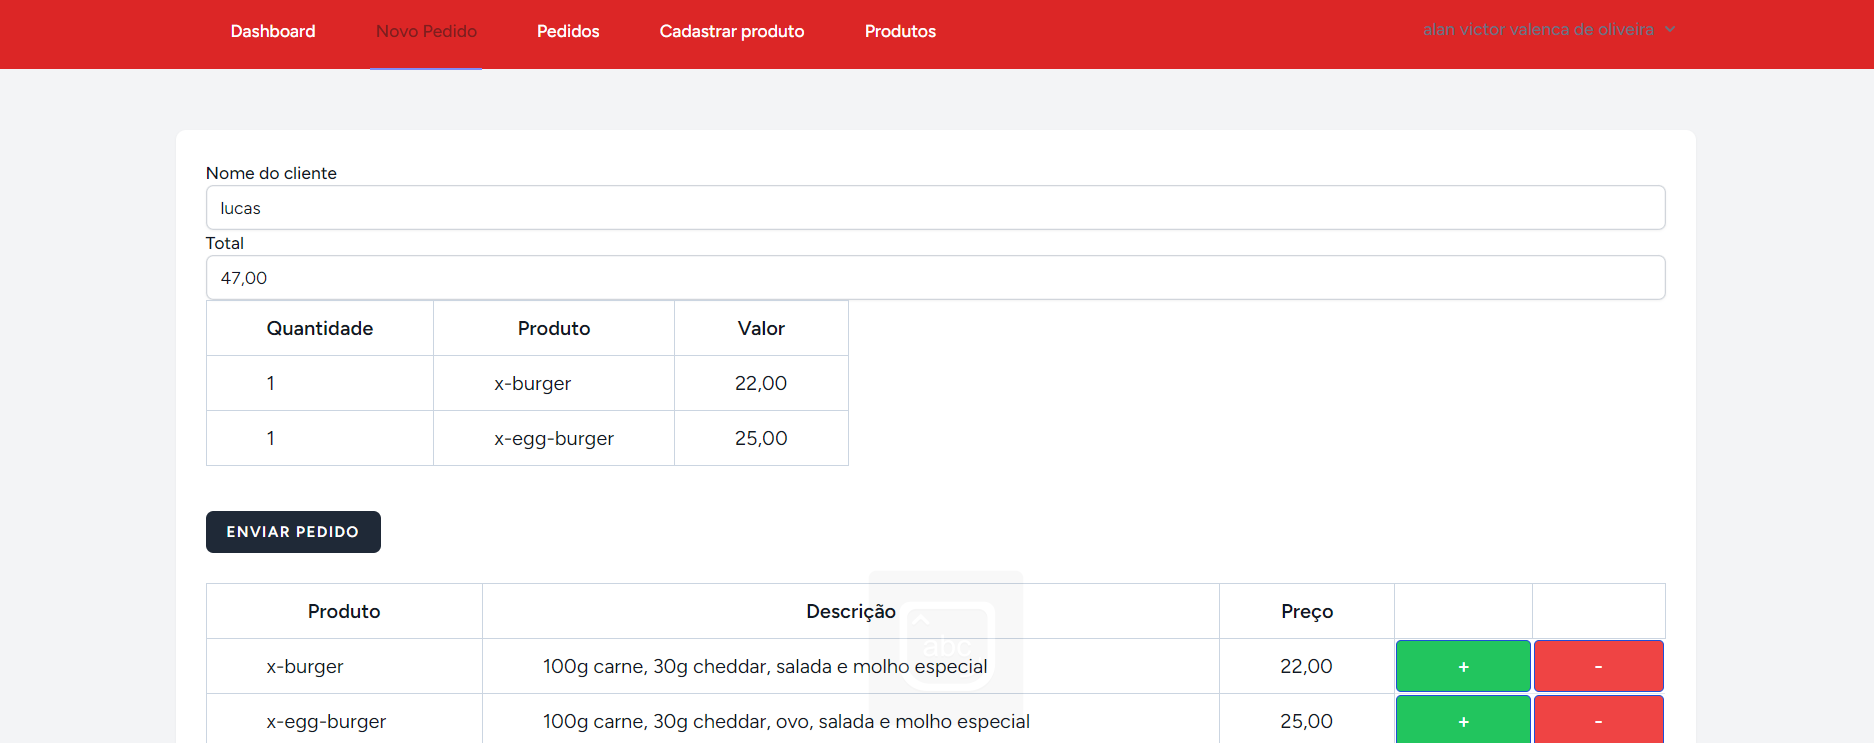 Dashboard Novo Pedido Pedidos Cadastrar produto Produtos alan victor valenca de oliveira
Nome do cliente
lucas
Total
47,00
Quantidade Produto Valor
1 x-burger 22,00
1 x-egg-burger 25,00
ENVIAR PEDIDO
Produto Descrição Preço
abc
x-burger 100g carne, 30g cheddar, salada e molho especial 22,00 + -
x-egg-burger 100g carne, 30g cheddar, ovo, salada e molho especial 25,00 + -